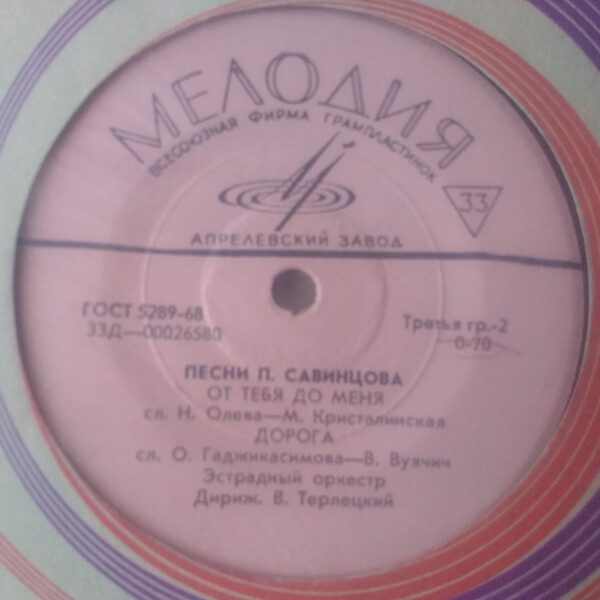 МЕЛОДИЯ
ВСЕСОЮЗНАЯ ФИРМА ГРАМПЛАСТИНОК
33
АПРЕЛЕВСКИЙ ЗАВОД
ГОСТ 5289-68
33Д—00026580
Третья гр.-2
0-70
ПЕСНИ П. САВИНЦОВА
ОТ ТЕБЯ ДО МЕНЯ
сл. Н. Олева—М. Кристалинская
ДОРОГА
сл. О. Гаджикасимова—В. Вуячич
Эстрадный оркестр
Дириж. В. Терлецкий